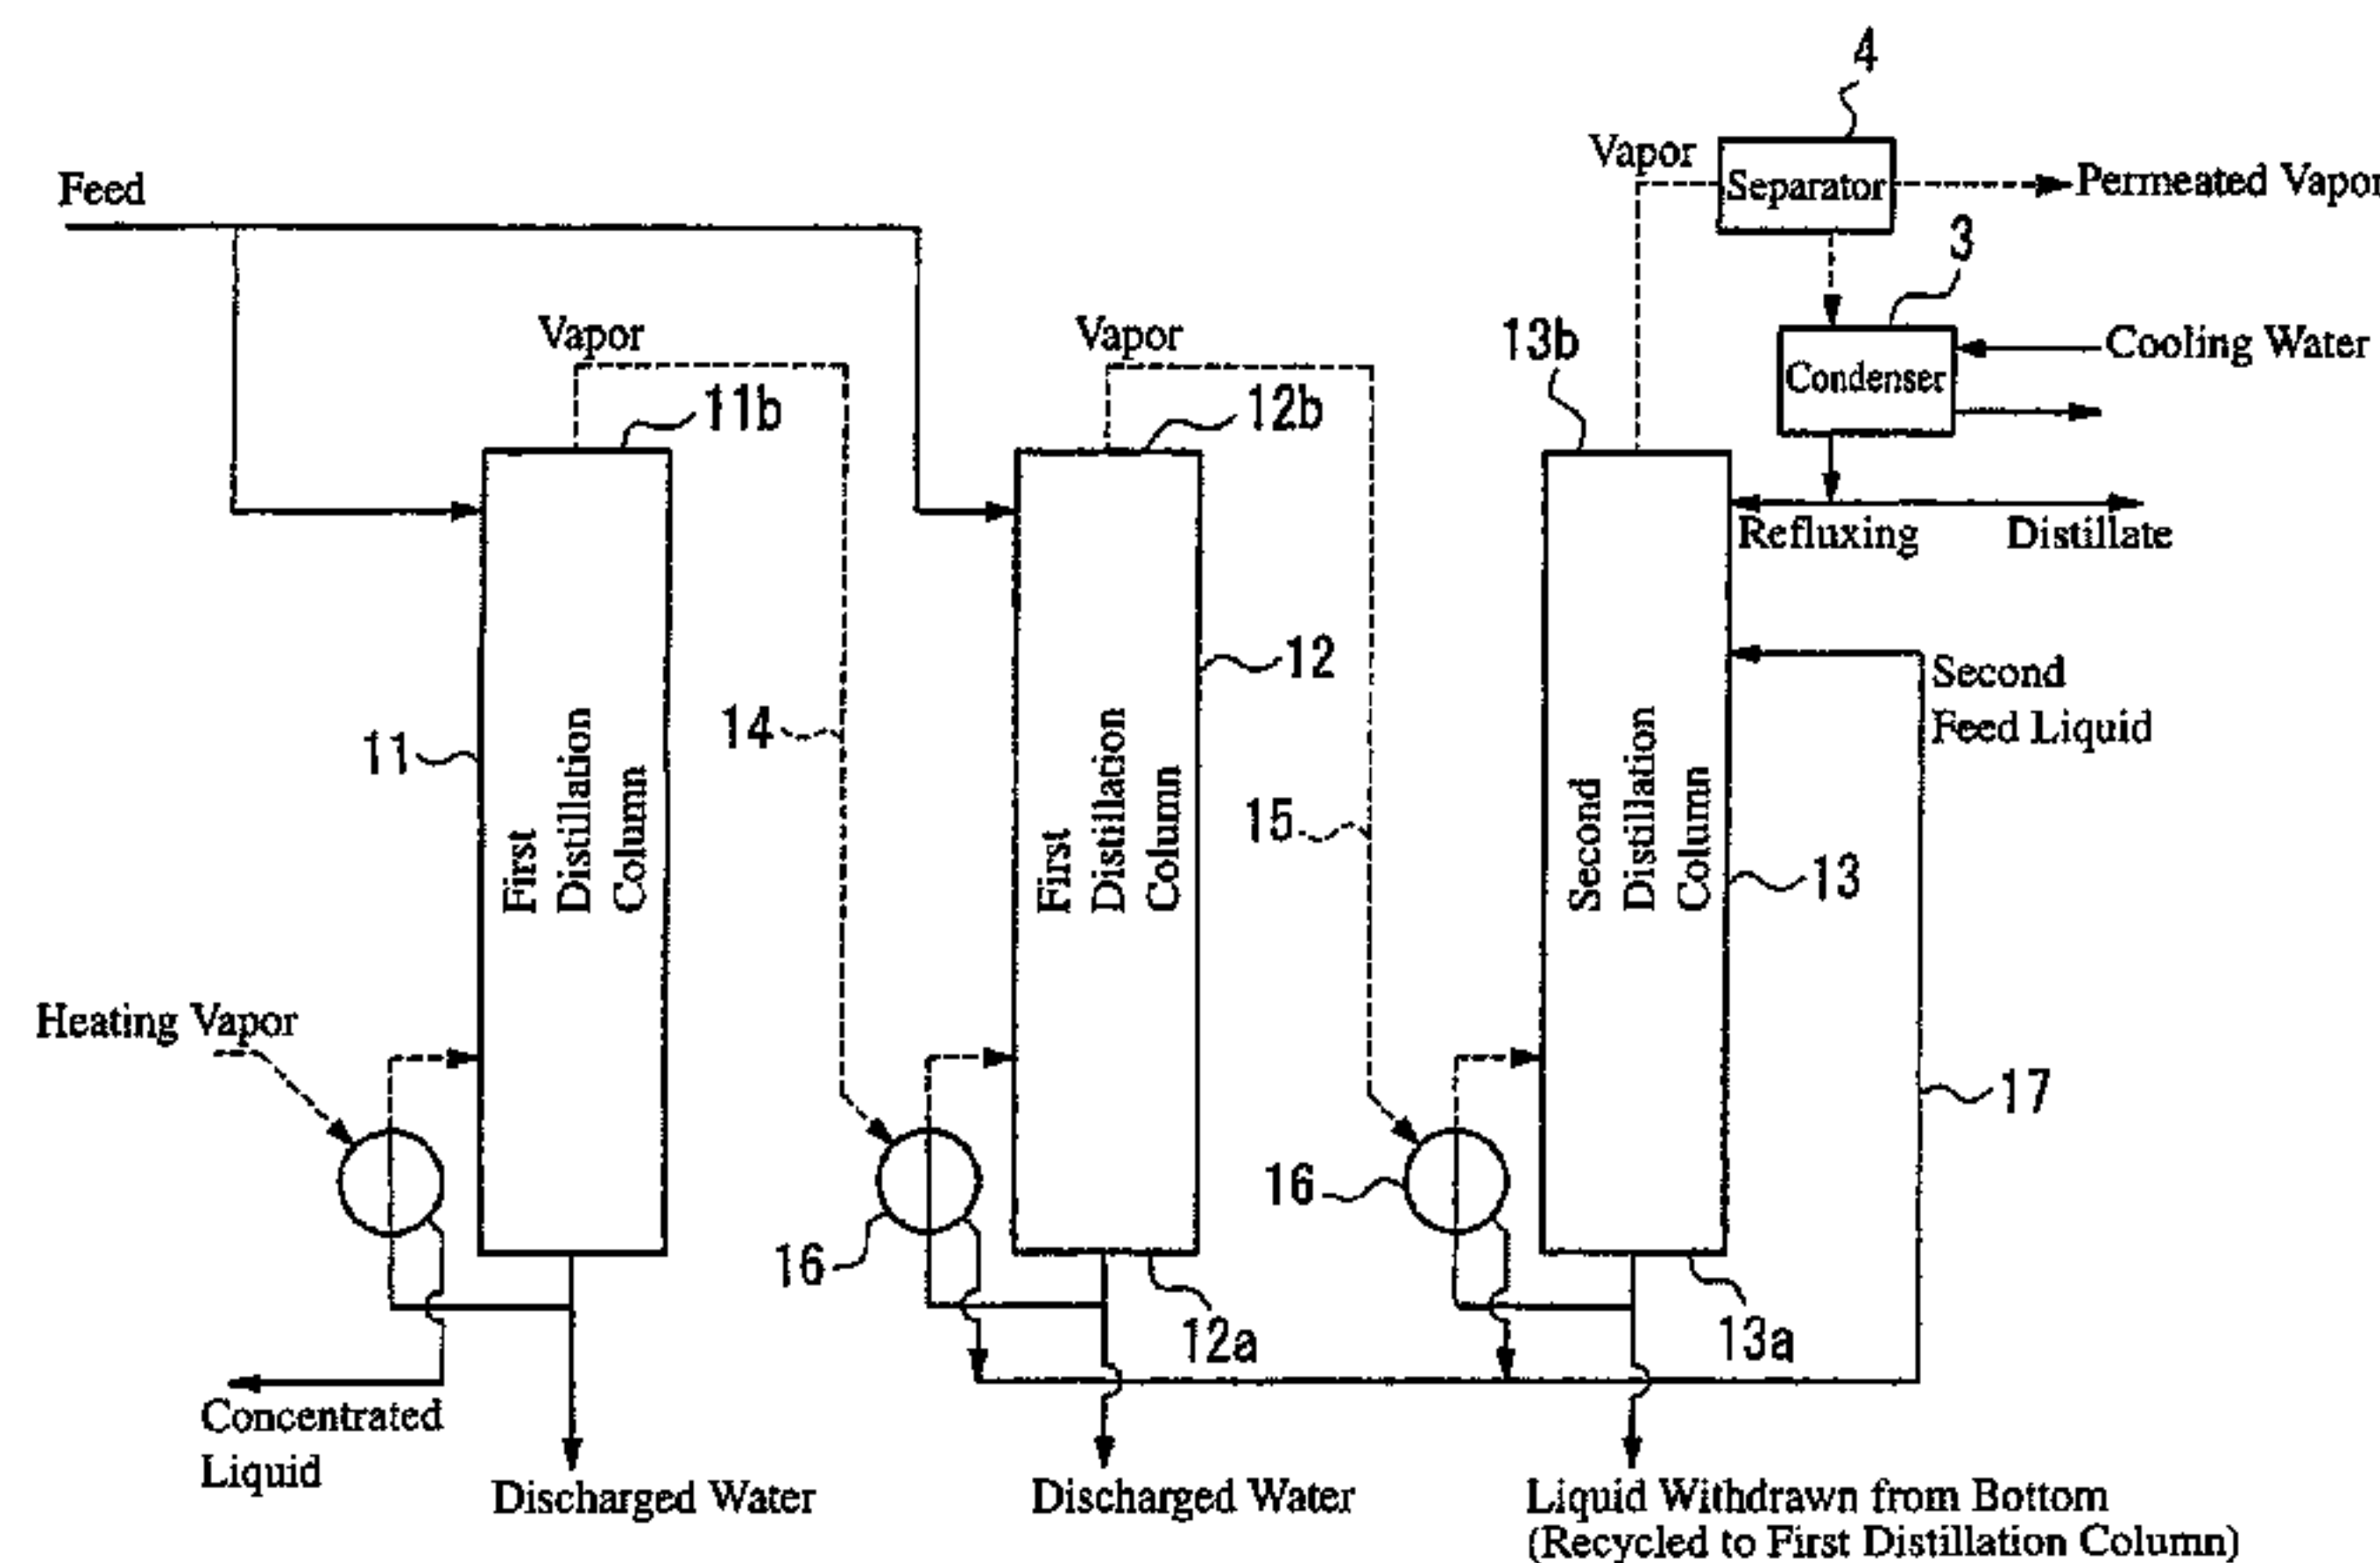 4
Vapor
Separator
Permeated Vapor
Feed
3
Vapor
Vapor
13b
Cooling Water
Condenser
11b
12b
Refluxing
Distillate
12
Second
Feed Liquid
11
First
Distillation
Column
14
First
Distillation
Column
15
Second
Distillation
Column
13
Heating Vapor
17
16
16
12a
13a
Concentrated
Liquid
Discharged Water
Discharged Water
Liquid Withdrawn from Bottom
(Recycled to First Distillation Column)